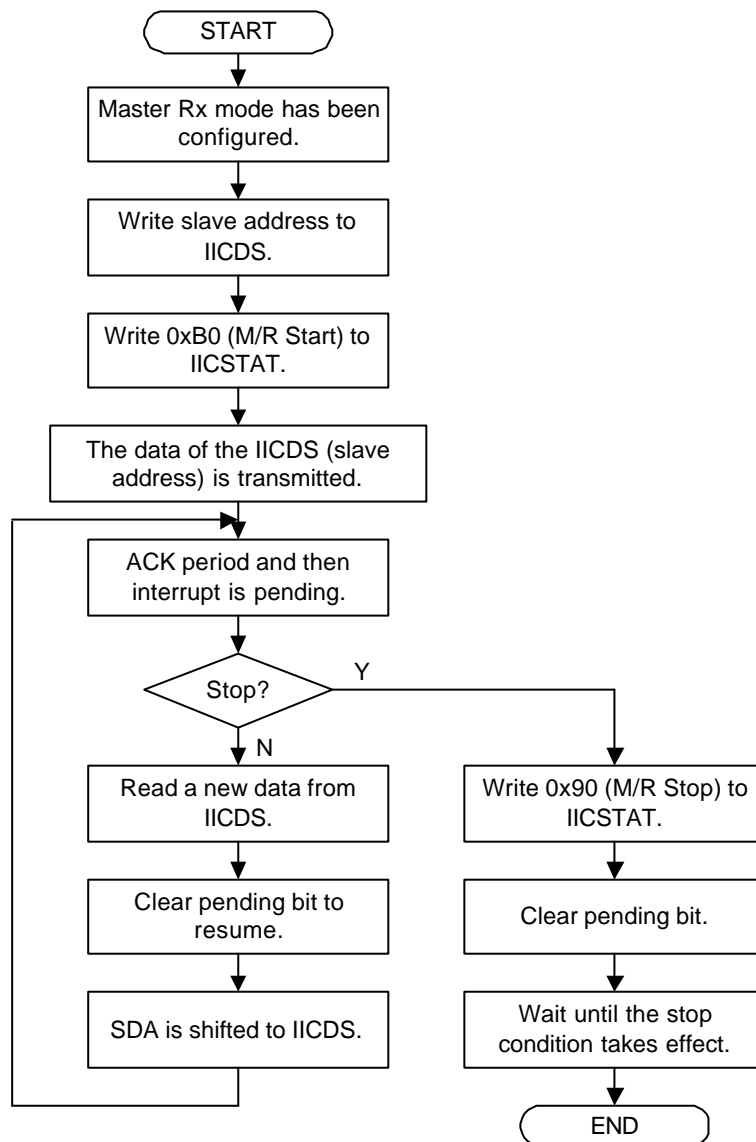 START
Master Rx mode has been
configured.
Write slave address to
IICDS.
Write 0xB0 (M/R Start) to
IICSTAT.
The data of the IICDS (slave
address) is transmitted.
ACK period and then
interrupt is pending.
Stop?
Y
N
Read a new data from
IICDS.
Clear pending bit to
resume.
SDA is shifted to IICDS.
Write 0x90 (M/R Stop) to
IICSTAT.
Clear pending bit.
Wait until the stop
condition takes effect.
END